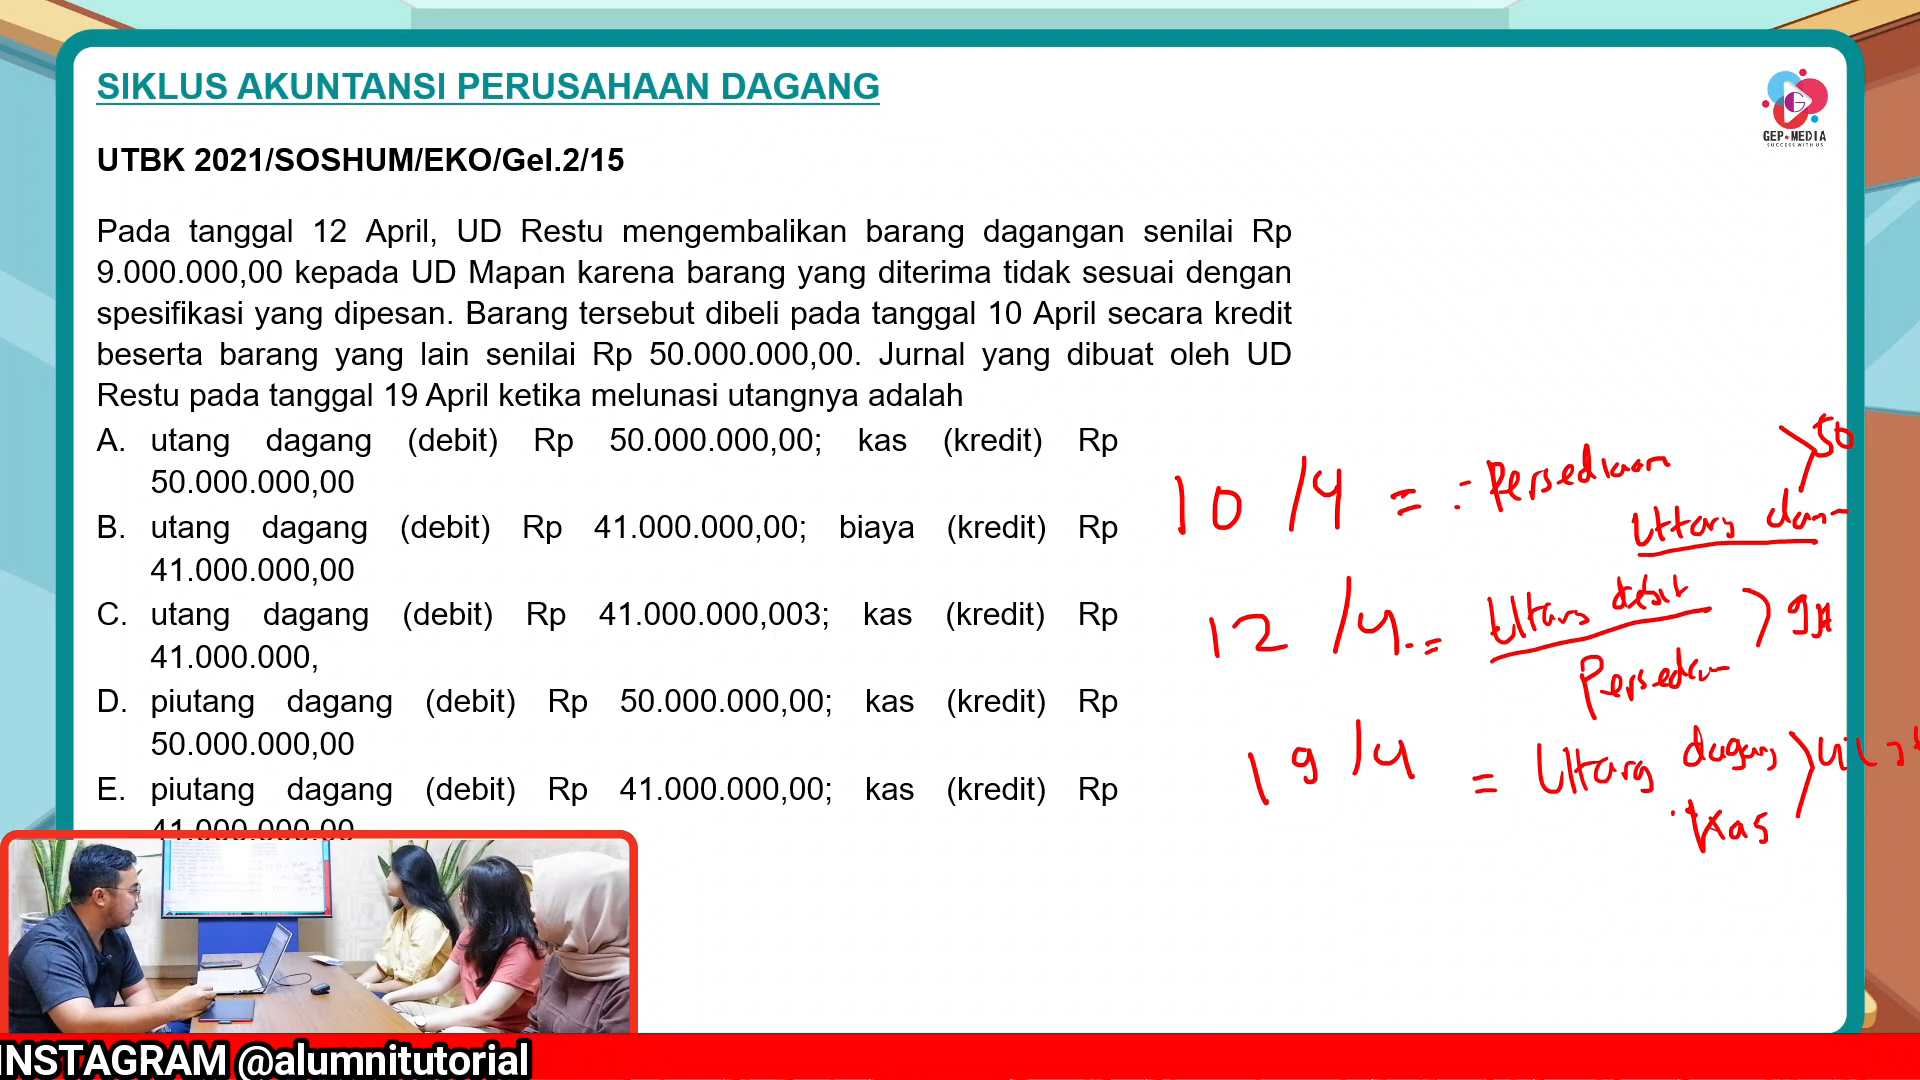 SIKLUS AKUNTANSI PERUSAHAAN DAGANG
GEP•MEDIA
SUCCESS WITH US
UTBK 2021/SOSHUM/EKO/Gel.2/15
Pada tanggal 12 April, UD Restu mengembalikan barang dagangan senilai Rp
9.000.000,00 kepada UD Mapan karena barang yang diterima tidak sesuai dengan
spesifikasi yang dipesan. Barang tersebut dibeli pada tanggal 10 April secara kredit
beserta barang yang lain senilai Rp 50.000.000,00. Jurnal yang dibuat oleh UD
Restu pada tanggal 19 April ketika melunasi utangnya adalah
A. utang dagang (debit) Rp 50.000.000,00; kas (kredit) Rp
50.000.000,00
B. utang dagang (debit) Rp 41.000.000,00; biaya (kredit) Rp
41.000.000,00
C. utang dagang (debit) Rp 41.000.000,003; kas (kredit) Rp
41.000.000,
D. piutang dagang (debit) Rp 50.000.000,00; kas (kredit) Rp
50.000.000,00
E. piutang dagang (debit) Rp 41.000.000,00; kas (kredit) Rp
41.000.000,00
10/4 = - Persediaan 50
Utang
12/4 = Utang debit
19/4 = Utang dagang
Kas
INSTAGRAM @alumnitutorial